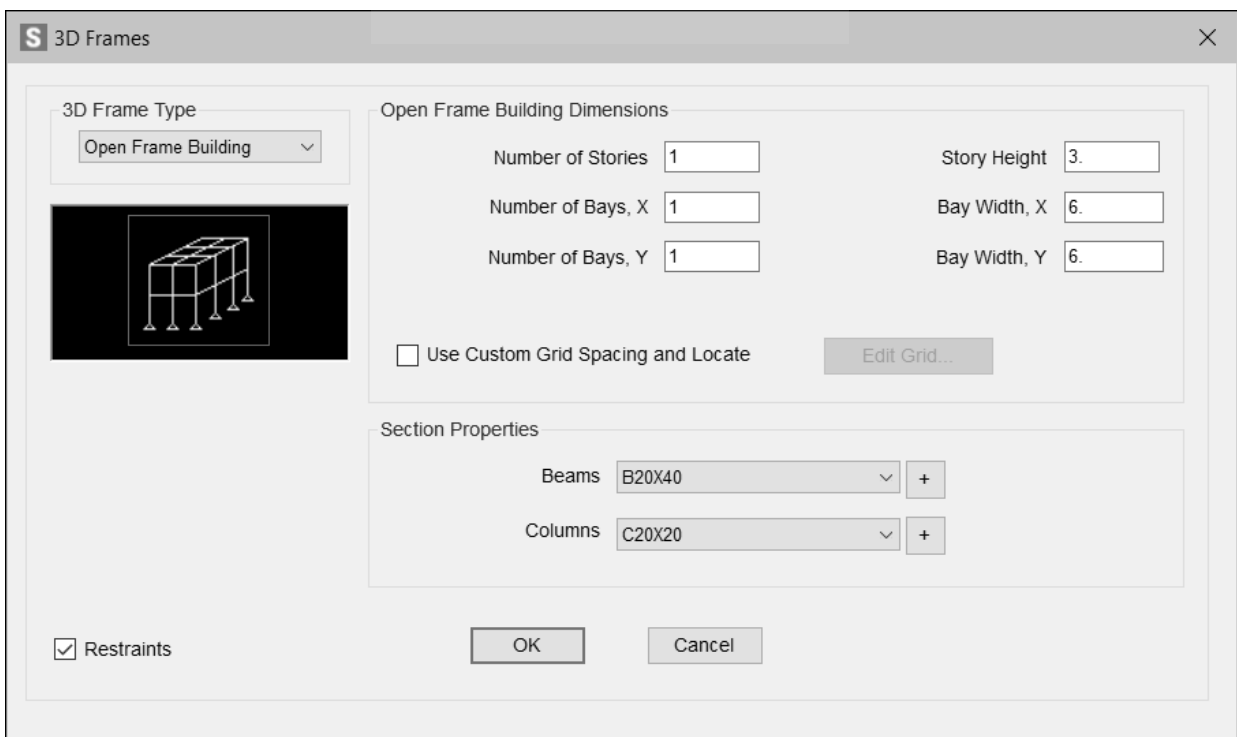 S 3D Frames
3D Frame Type
Open Frame Building
Open Frame Building Dimensions
Number of Stories 1 Story Height 3.
Number of Bays, X 1 Bay Width, X 6.
Number of Bays, Y 1 Bay Width, Y 6.
Use Custom Grid Spacing and Locate Edit Grid...
Section Properties
Beams B20X40 +
Columns C20X20 +
Restraints OK Cancel